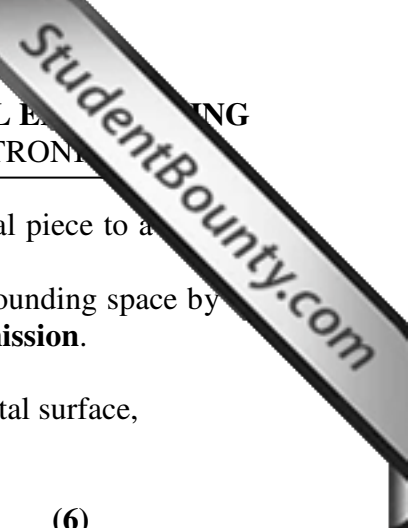 StudentBounty.com
L E NG
TRON
al piece to a
ounding space by
ission.
tal surface,
(6)